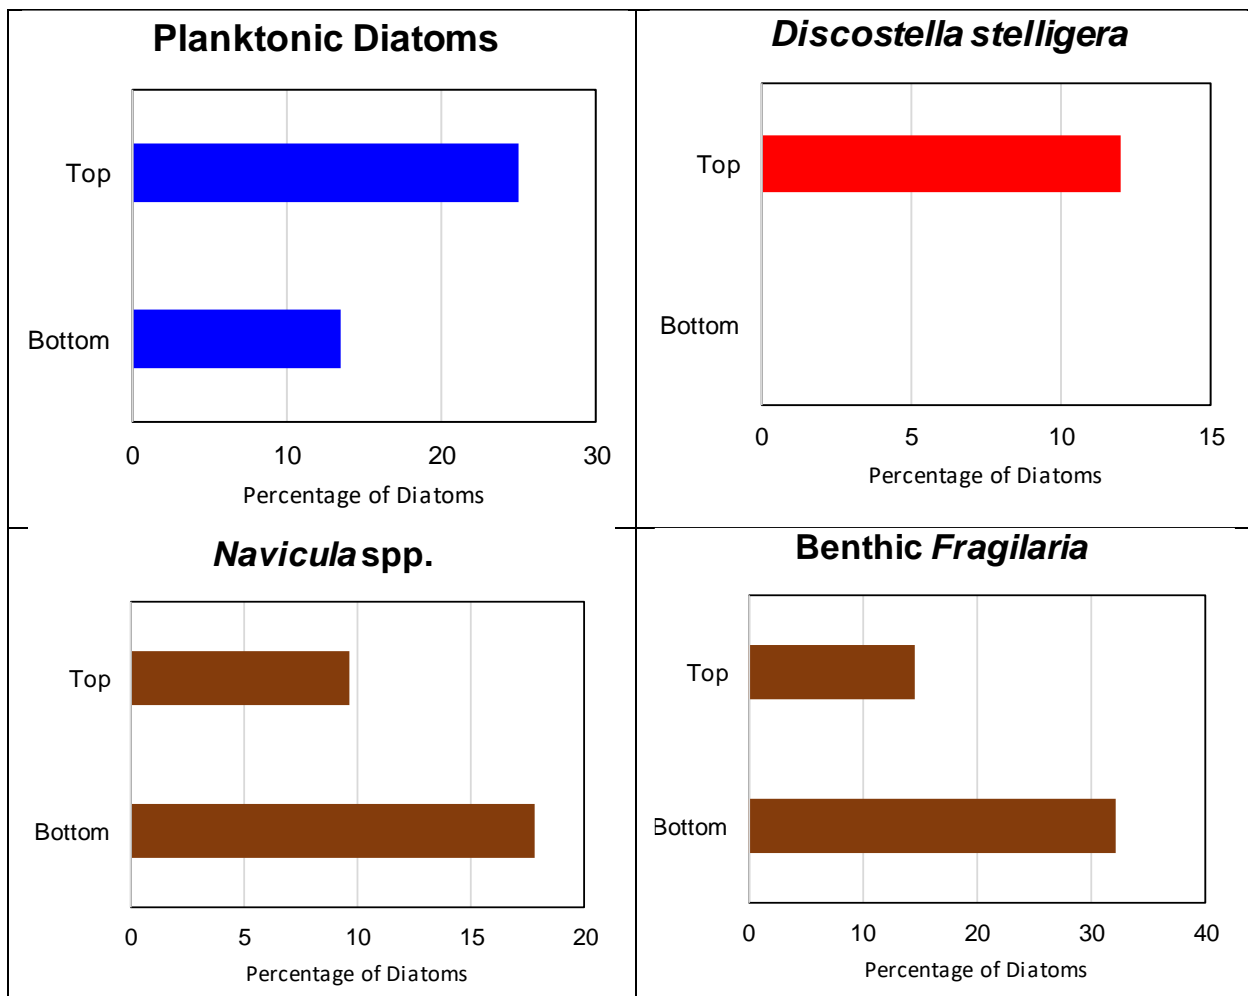 Planktonic Diatoms
Top
Bottom
0 10 20 30
Percentage of Diatoms
Discostella stelligera
Top
Bottom
0 5 10 15
Percentage of Diatoms
Navicula spp.
Top
Bottom
0 5 10 15 20
Percentage of Diatoms
Benthic Fragilaria
Top
Bottom
0 10 20 30 40
Percentage of Diatoms